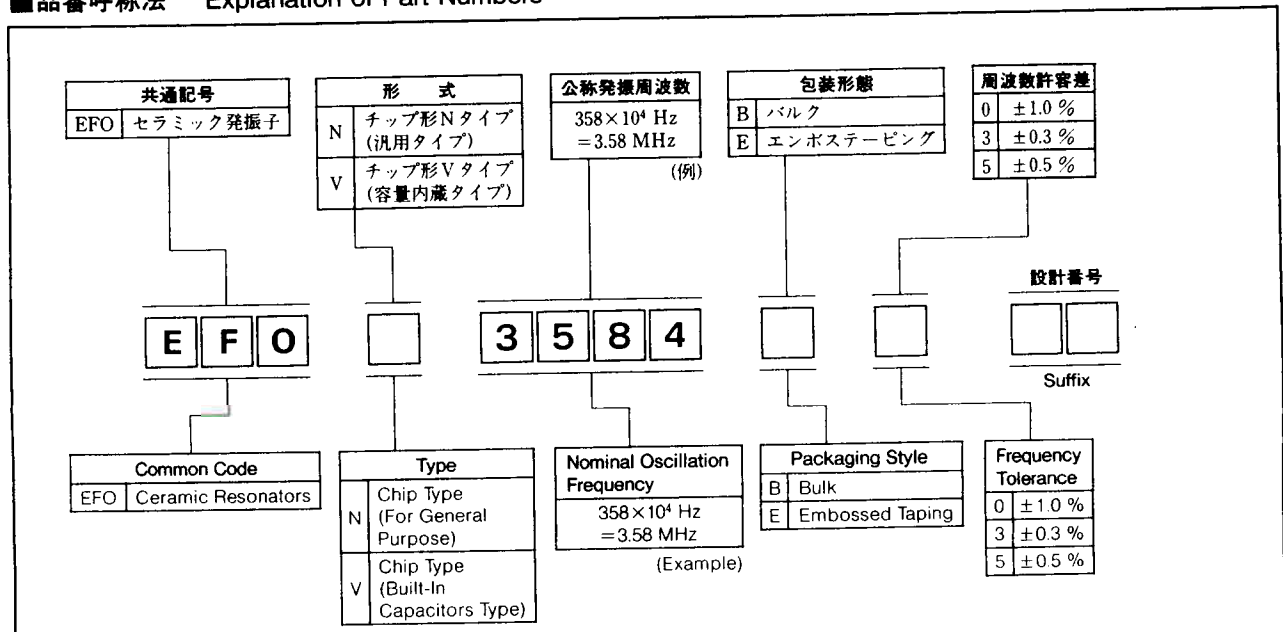 ■品番呼称法 Explanation of Part Numbers
共通記号
EFO セラミック発振子
形 式
N チップ形Nタイプ
(汎用タイプ)
V チップ形Vタイプ
(容量内蔵タイプ)
公称発振周波数
358×10⁴ Hz
=3.58 MHz
(例)
包装形態
B バルク
E エンボステーピング
周波数許容差
0 ±1.0 %
3 ±0.3 %
5 ±0.5 %
設計番号
E F O 3 5 8 4
Suffix
Common Code
EFO Ceramic Resonators
Type
N Chip Type
(For General
Purpose)
V Chip Type
(Built-In
Capacitors Type)
Nominal Oscillation
Frequency
358×10⁴ Hz
=3.58 MHz
(Example)
Packaging Style
B Bulk
E Embossed Taping
Frequency
Tolerance
0 ±1.0 %
3 ±0.3 %
5 ±0.5 %